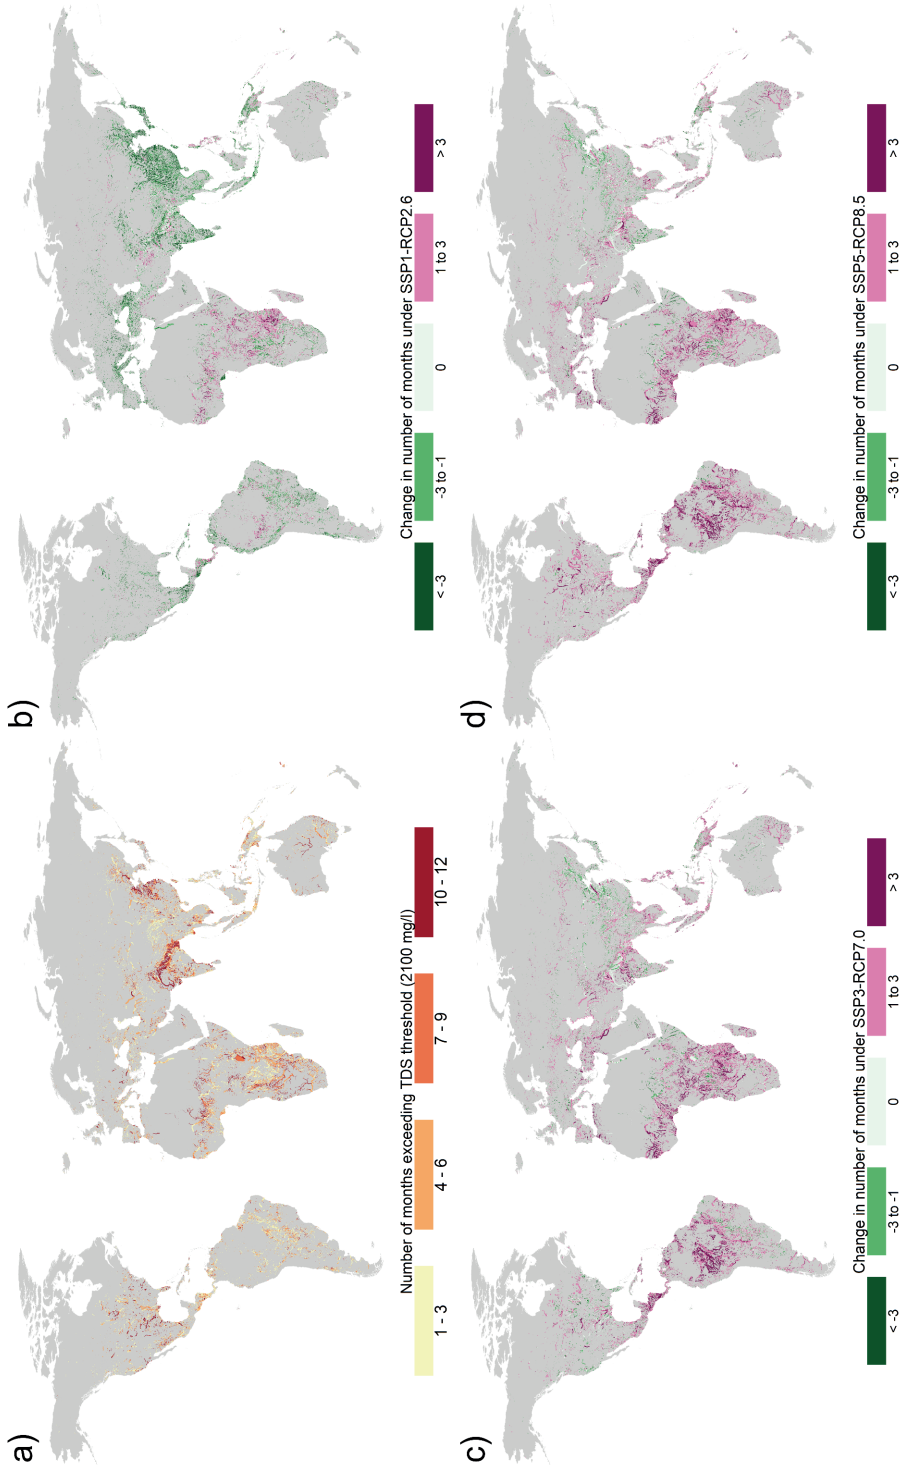 a)
Number of months exceeding TDS threshold (2100 mg/l)
1 - 3
4 - 6
7 - 9
10 - 12
b)
Change in number of months under SSP1-RCP2.6
< -3
-3 to -1
0
1 to 3
> 3
c)
Change in number of months under SSP3-RCP7.0
< -3
-3 to -1
0
1 to 3
> 3
d)
Change in number of months under SSP5-RCP8.5
< -3
-3 to -1
0
1 to 3
> 3